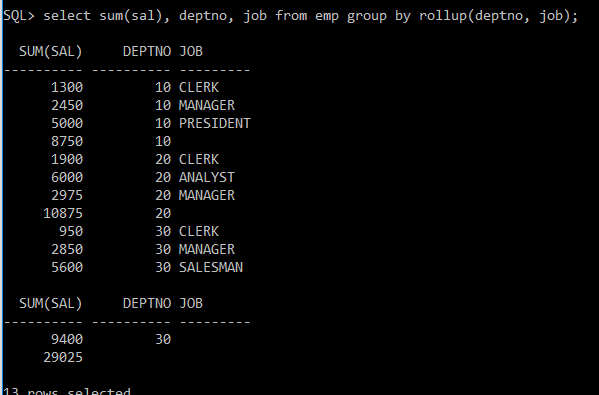 SQL> select sum(sal), deptno, job from emp group by rollup(deptno, job);
SUM(SAL) DEPTNO JOB
---------- ---------- ---------
1300 10 CLERK
2450 10 MANAGER
5000 10 PRESIDENT
8750 10
1900 20 CLERK
6000 20 ANALYST
2975 20 MANAGER
10875 20
950 30 CLERK
2850 30 MANAGER
5600 30 SALESMAN
SUM(SAL) DEPTNO JOB
---------- ---------- ---------
9400 30
29025
13 rows selected